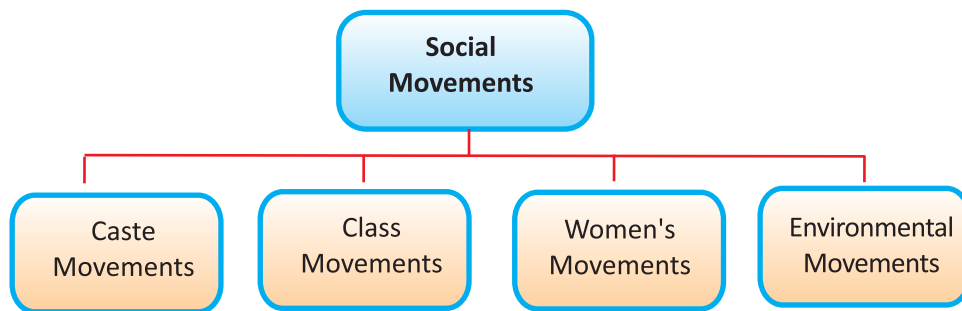 Social
Movements
Caste
Movements
Class
Movements
Women's
Movements
Environmental
Movements